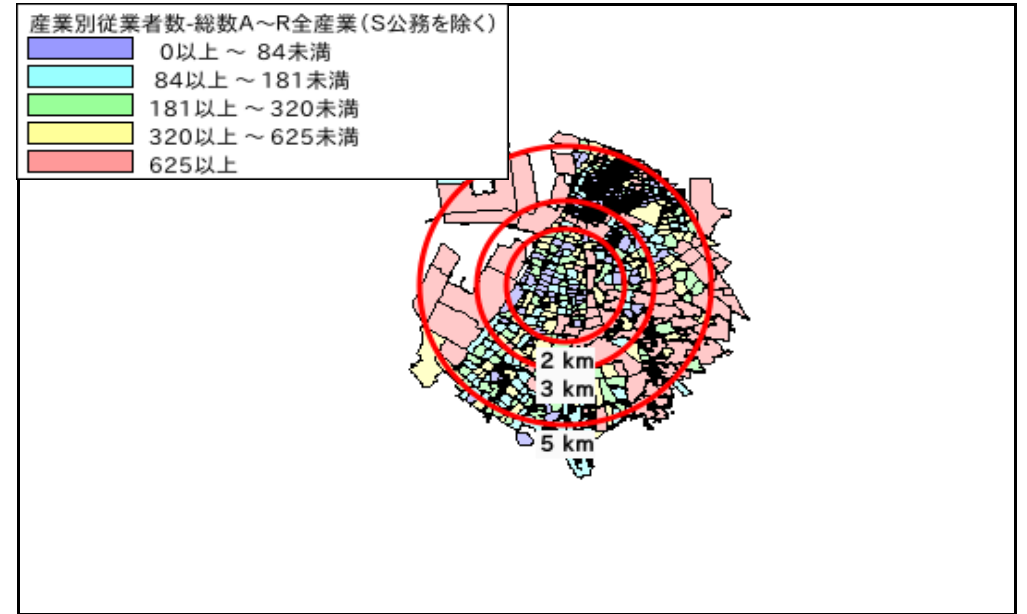 産業別従業者数-総数A～R全産業(S公務を除く)
0以上 ～ 84未満
84以上 ～ 181未満
181以上 ～ 320未満
320以上 ～ 625未満
625以上
2 km
3 km
5 km